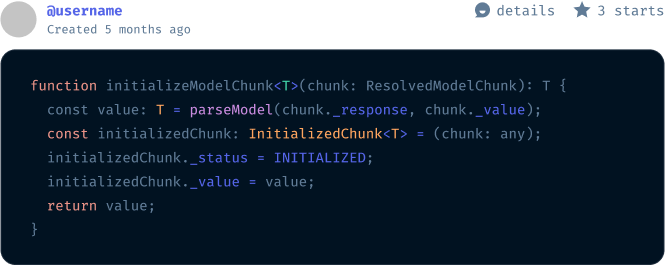 @username
Created 5 months ago
details
3 starts
function initializeModelChunk<T>(chunk: ResolvedModelChunk): T {
  const value: T = parseModel(chunk._response, chunk._value);
  const initializedChunk: InitializedChunk<T> = (chunk: any);
  initializedChunk._status = INITIALIZED;
  initializedChunk._value = value;
  return value;
}